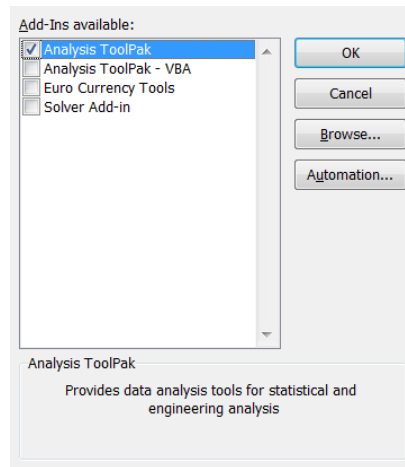 Add-Ins available:
Analysis ToolPak
Analysis ToolPak - VBA
Euro Currency Tools
Solver Add-in
OK
Cancel
Browse...
Automation...
Analysis ToolPak
Provides data analysis tools for statistical and
engineering analysis